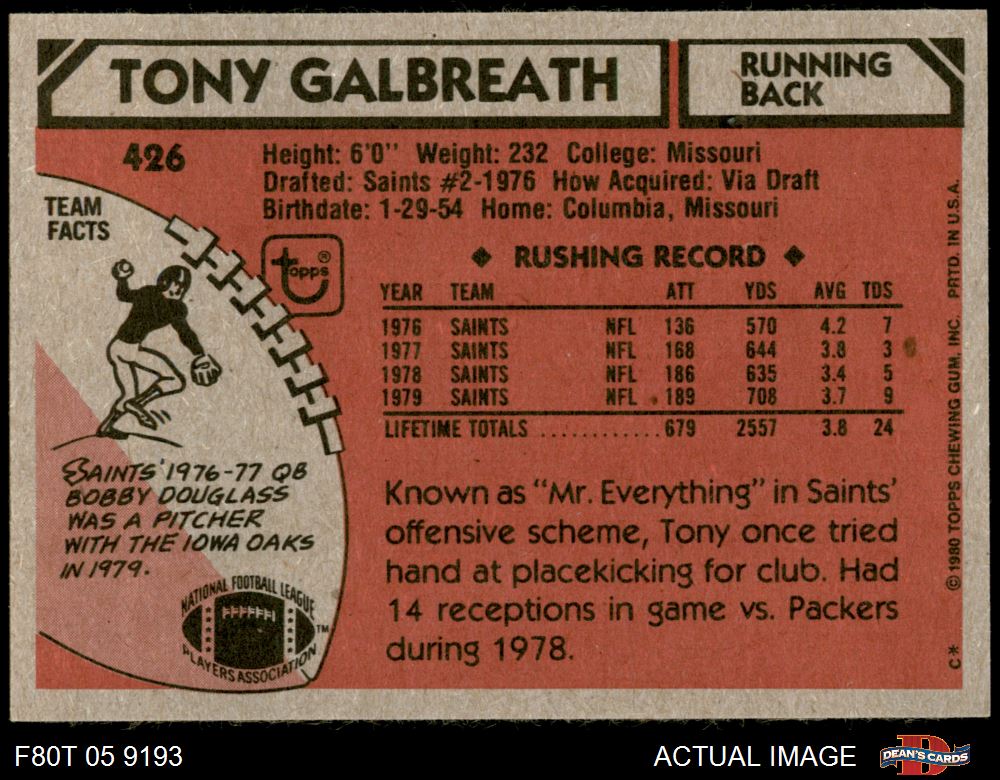 TONY GALBREATH
RUNNING
BACK
426
Height: 6'0" Weight: 232 College: Missouri
Drafted: Saints #2-1976 How Acquired: Via Draft
Birthdate: 1-29-54 Home: Columbia, Missouri
TEAM
FACTS
Topps®
◆ RUSHING RECORD ◆
YEAR TEAM ATT YDS AVG TDS
1976 SAINTS NFL 136 570 4.2 7
1977 SAINTS NFL 168 644 3.8 3
1978 SAINTS NFL 186 635 3.4 5
1979 SAINTS NFL 189 708 3.7 9
LIFETIME TOTALS ............ 679 2557 3.8 24
SAINTS' 1976-77 QB
BOBBY DOUGLASS
WAS A PITCHER
WITH THE IOWA OAKS
IN 1979.
NATIONAL FOOTBALL LEAGUE
PLAYERS ASSOCIATION
™
Known as "Mr. Everything" in Saints'
offensive scheme, Tony once tried
hand at placekicking for club. Had
14 receptions in game vs. Packers
during 1978.
C* © 1980 TOPPS CHEWING GUM, INC. PRTD. IN U.S.A.
F80T 05 9193
ACTUAL IMAGE
D
DEAN'S CARDS